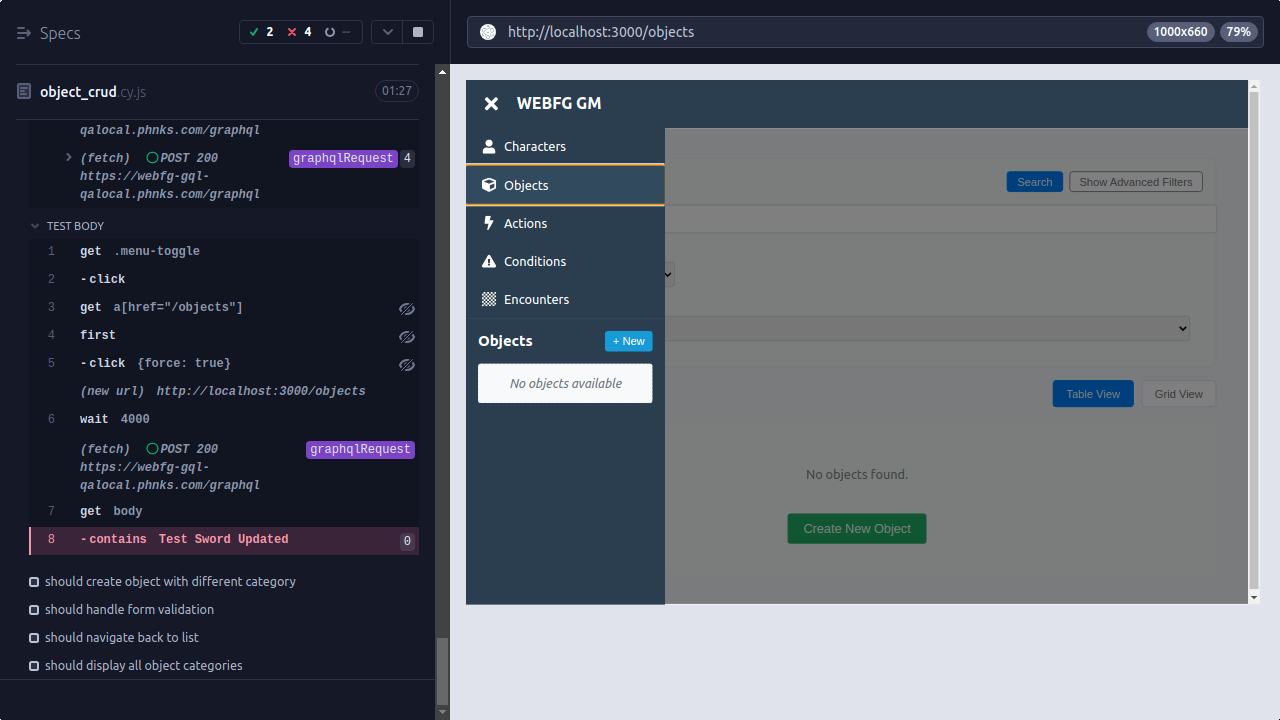 Specs
2
4
--
http://localhost:3000/objects
1000x660
79%
object_crud.cy.js
01:27
qalocal.phnks.com/graphql
(fetch) POST 200
graphqlRequest
4
https://webfg-gql-
qalocal.phnks.com/graphql
TEST BODY
1 get .menu-toggle
2 -click
3 get a[href="/objects"]
4 first
5 -click {force: true}
(new url) http://localhost:3000/objects
6 wait 4000
(fetch) POST 200
graphqlRequest
https://webfg-gql-
qalocal.phnks.com/graphql
7 get body
8 -contains Test Sword Updated
0
should create object with different category
should handle form validation
should navigate back to list
should display all object categories
WEBFG GM
Characters
Objects
Actions
Conditions
Encounters
Objects
+ New
No objects available
Search
Show Advanced Filters
Table View
Grid View
No objects found.
Create New Object